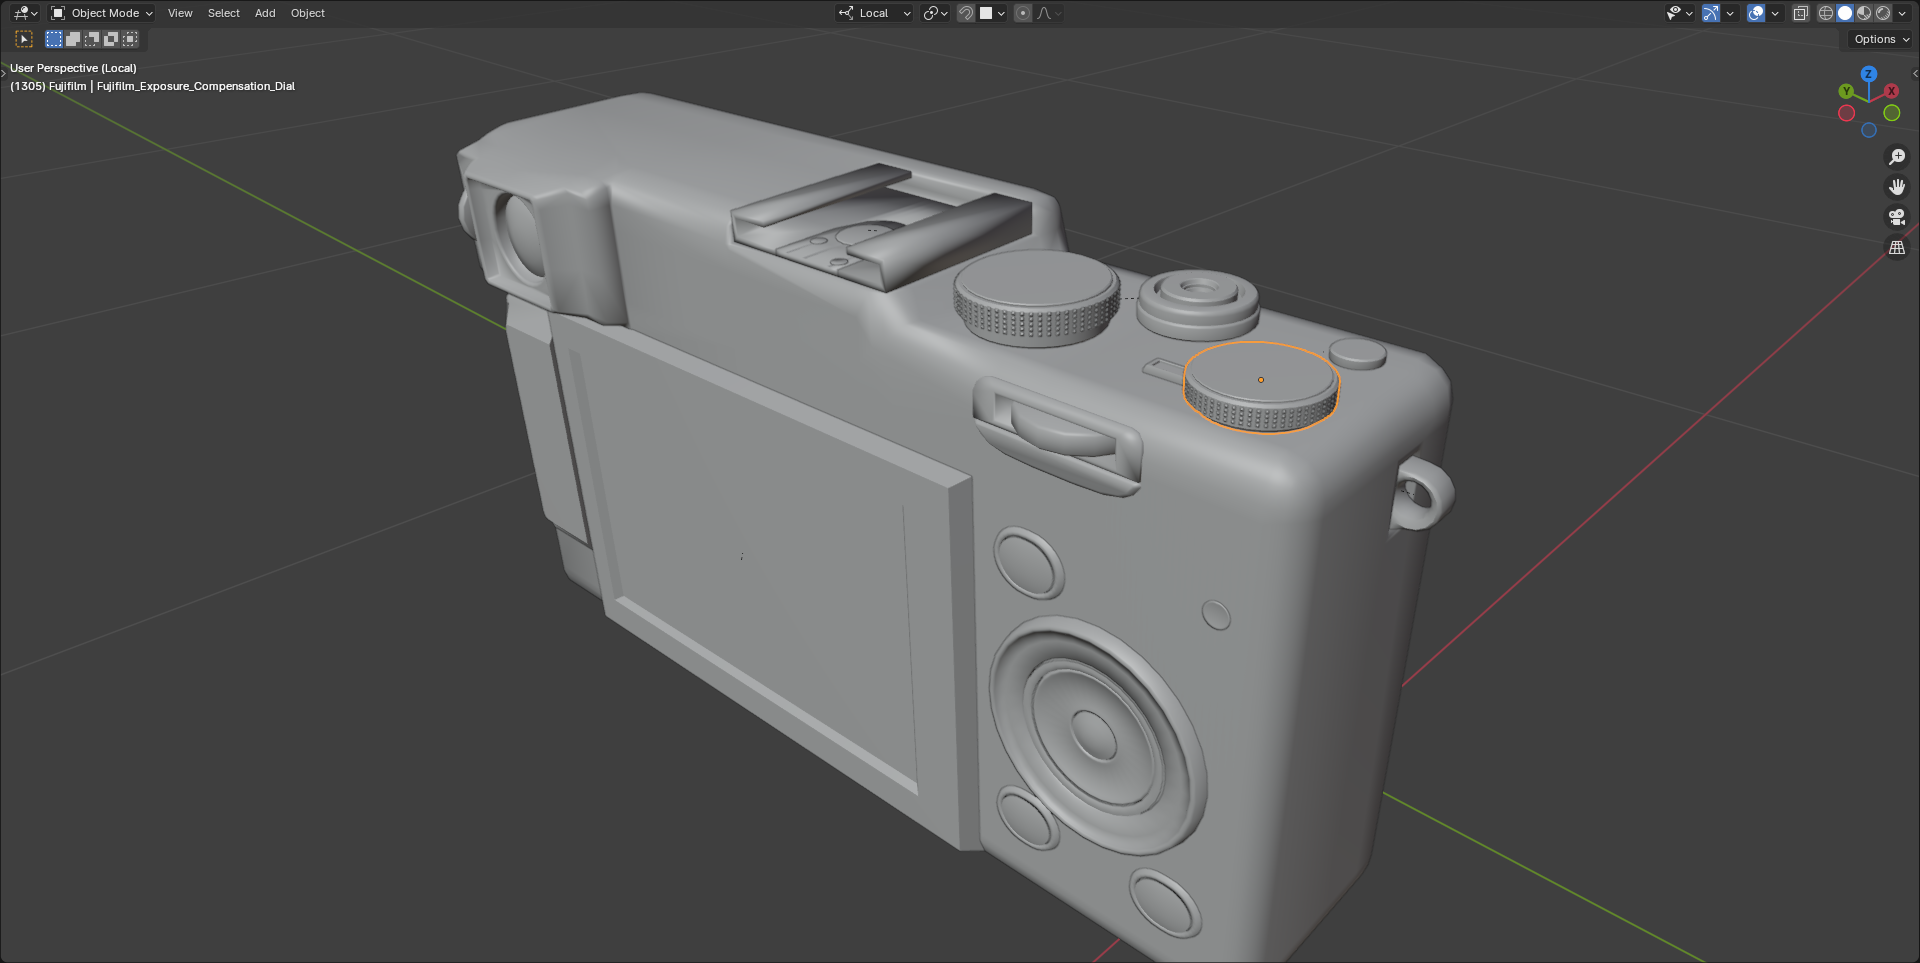 Object Mode View Select Add Object Local
Options
User Perspective (Local)
(1305) Fujifilm | Fujifilm_Exposure_Compensation_Dial
Z
Y X